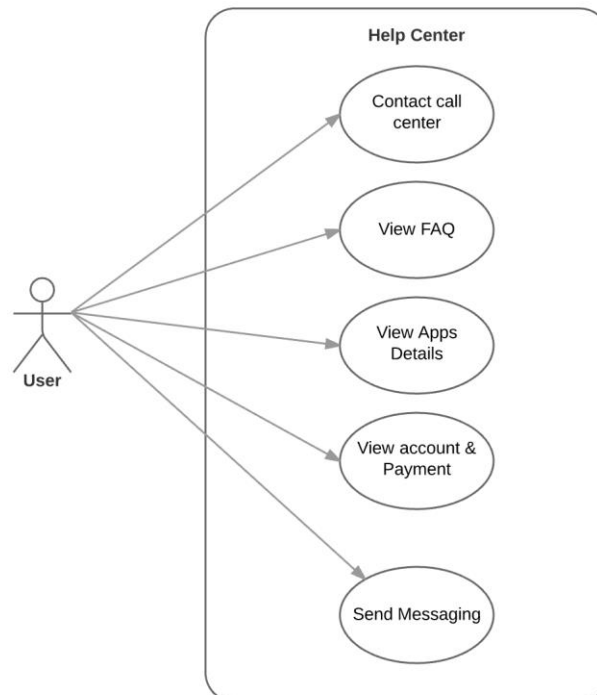 Help Center
Contact call
center
View FAQ
View Apps
Details
User
View account &
Payment
Send Messaging